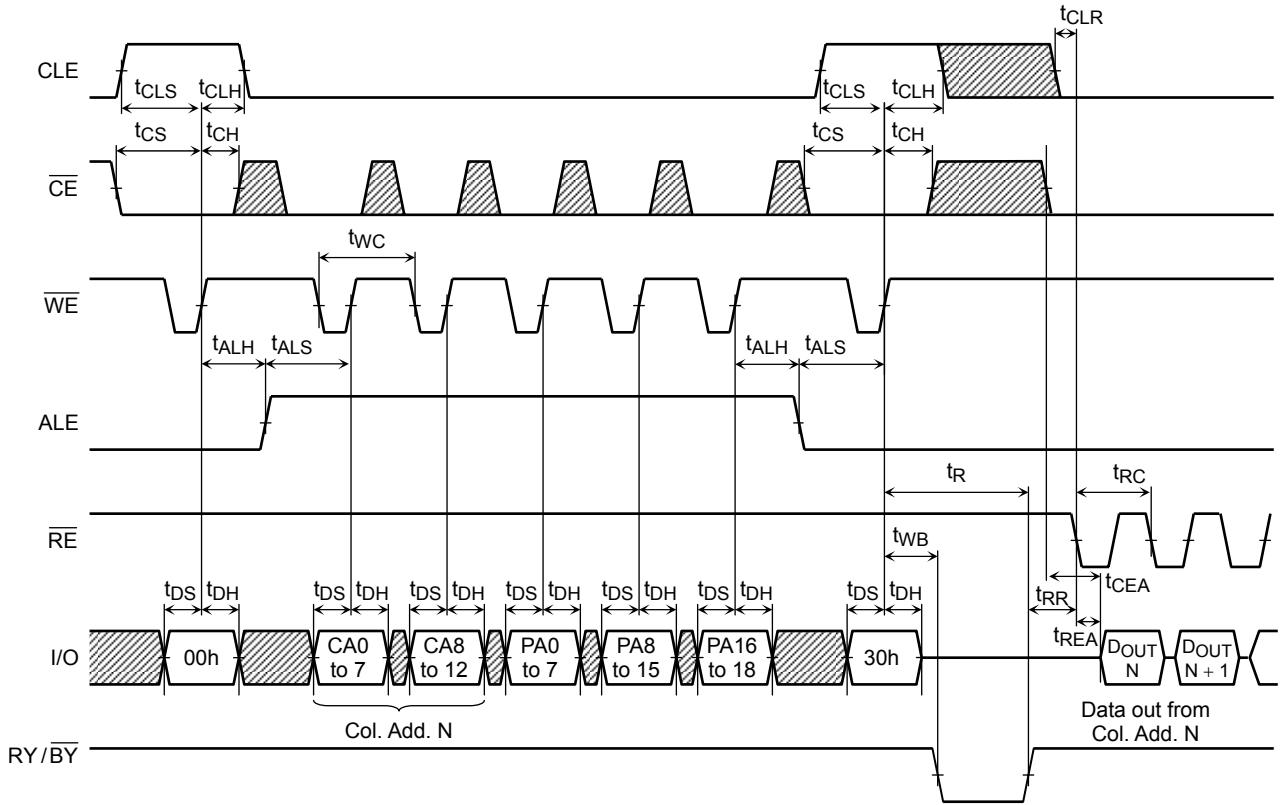 tCLR
CLE
tCLS tCLH tCLS tCLH
tCS tCH tCS tCH
CE
tWC
WE
tALH tALS tALH tALS
ALE
tR tRC
RE
tWB
tCEA
tDS tDH tDS tDH tDS tDH tDS tDH tDS tDH tDS tDH tDS tDH
tRR
tREA
I/O 00h CA0 to 7 CA8 to 12 PA0 to 7 PA8 to 15 PA16 to 18 30h DOUT N DOUT N + 1
Col. Add. N
Data out from
Col. Add. N
RY/BY